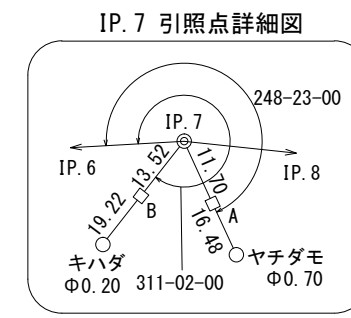 IP. 7 引照点詳細図
248-23-00
IP. 7
IP. 6
IP. 8
13.52
11.70
B
A
19.22
16.48
キハダ
Φ0.20
311-02-00
ヤチダモ
Φ0.70